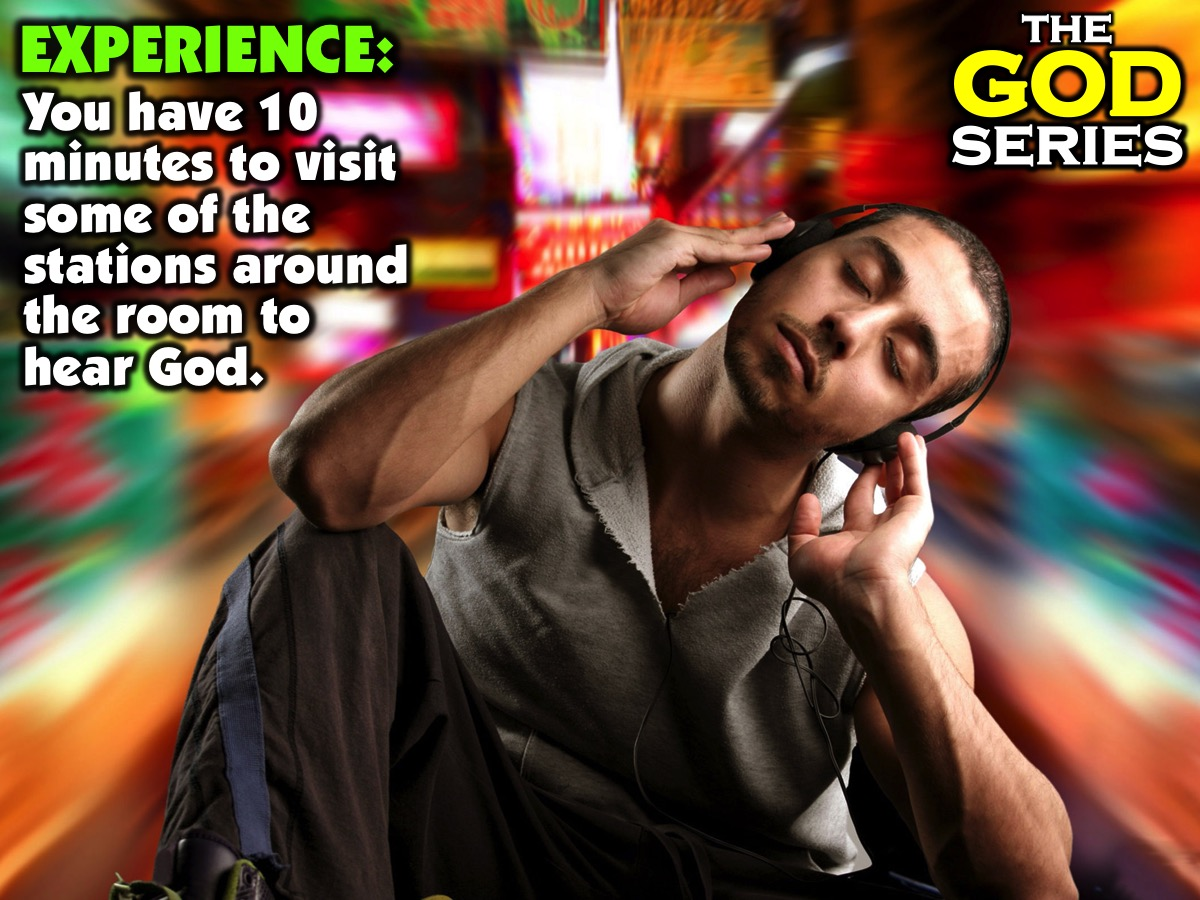 EXPERIENCE:
You have 10
minutes to visit
some of the
stations around
the room to
hear God.
THE
GOD
SERIES